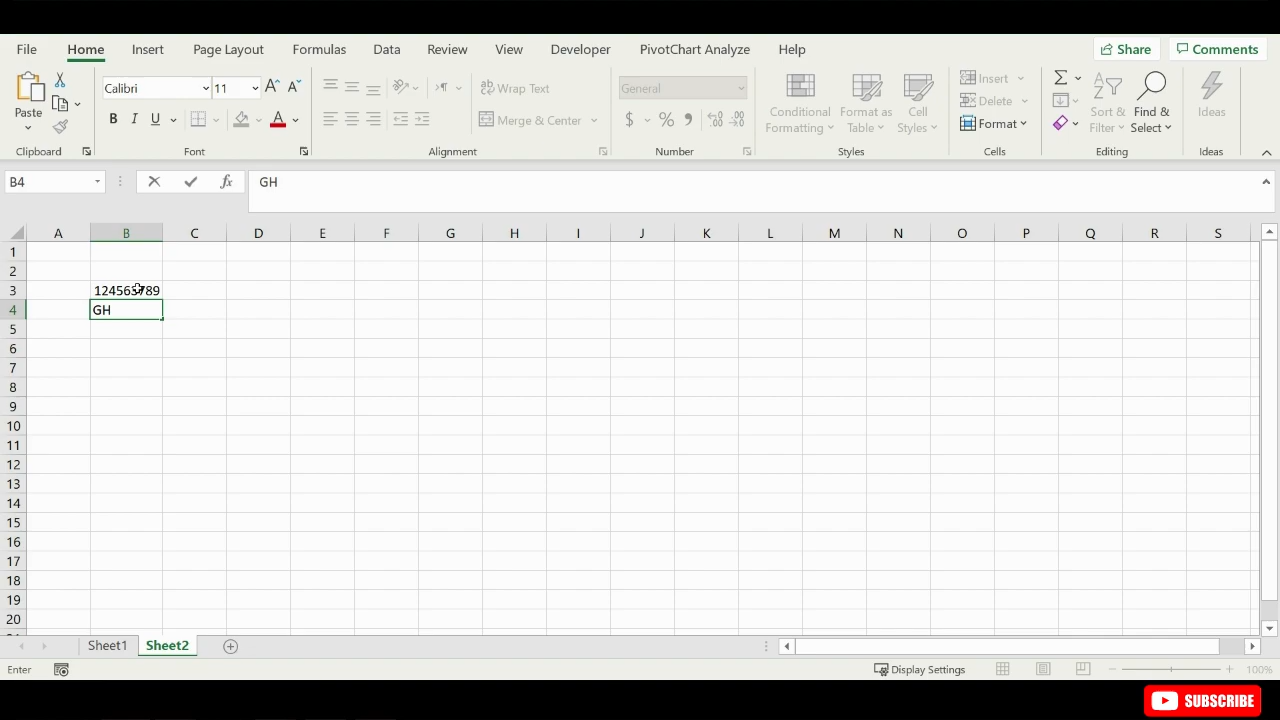 File Home Insert Page Layout Formulas Data Review View Developer PivotChart Analyze Help Share Comments
Paste
Calibri 11
Wrap Text
General
Conditional Formatting
Format as Table
Cell Styles
Insert
Delete
Format
Sort & Filter
Find & Select
Ideas
B I U A
Merge & Center
$ %
Clipboard Font Alignment Number Styles Cells Editing Ideas
B4 fx GH
A B C D E F G H I J K L M N O P Q R S
1
2
3
4 GH
5
6
7
8
9
10
11
12
13
14
15
16
17
18
19
20
Sheet1 Sheet2
Enter Display Settings 100%
SUBSCRIBE